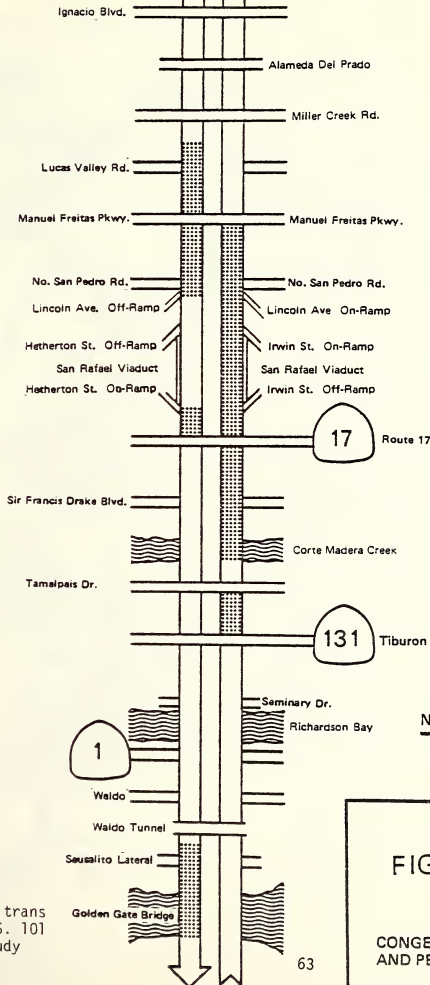 Ignacio Blvd.
Alameda Del Prado
Miller Creek Rd.
Lucas Valley Rd.
Manuel Freitas Pkwy. Manuel Freitas Pkwy.
No. San Pedro Rd. No. San Pedro Rd.
Lincoln Ave. Off-Ramp Lincoln Ave On-Ramp
Hetherton St. Off-Ramp Irwin St. On-Ramp
San Rafael Viaduct San Rafael Viaduct
Hetherton St. On-Ramp Irwin St. Off-Ramp
17 Route 17
Sir Francis Drake Blvd.
Corte Madera Creek
Tamalpais Dr.
131 Tiburon
Seminary Dr.
Richardson Bay
N
1
Waldo
Waldo Tunnel
Sausalito Lateral
FIG
trans
S. 101
udy
Golden Gate Bridge
CONGE
AND PE
63